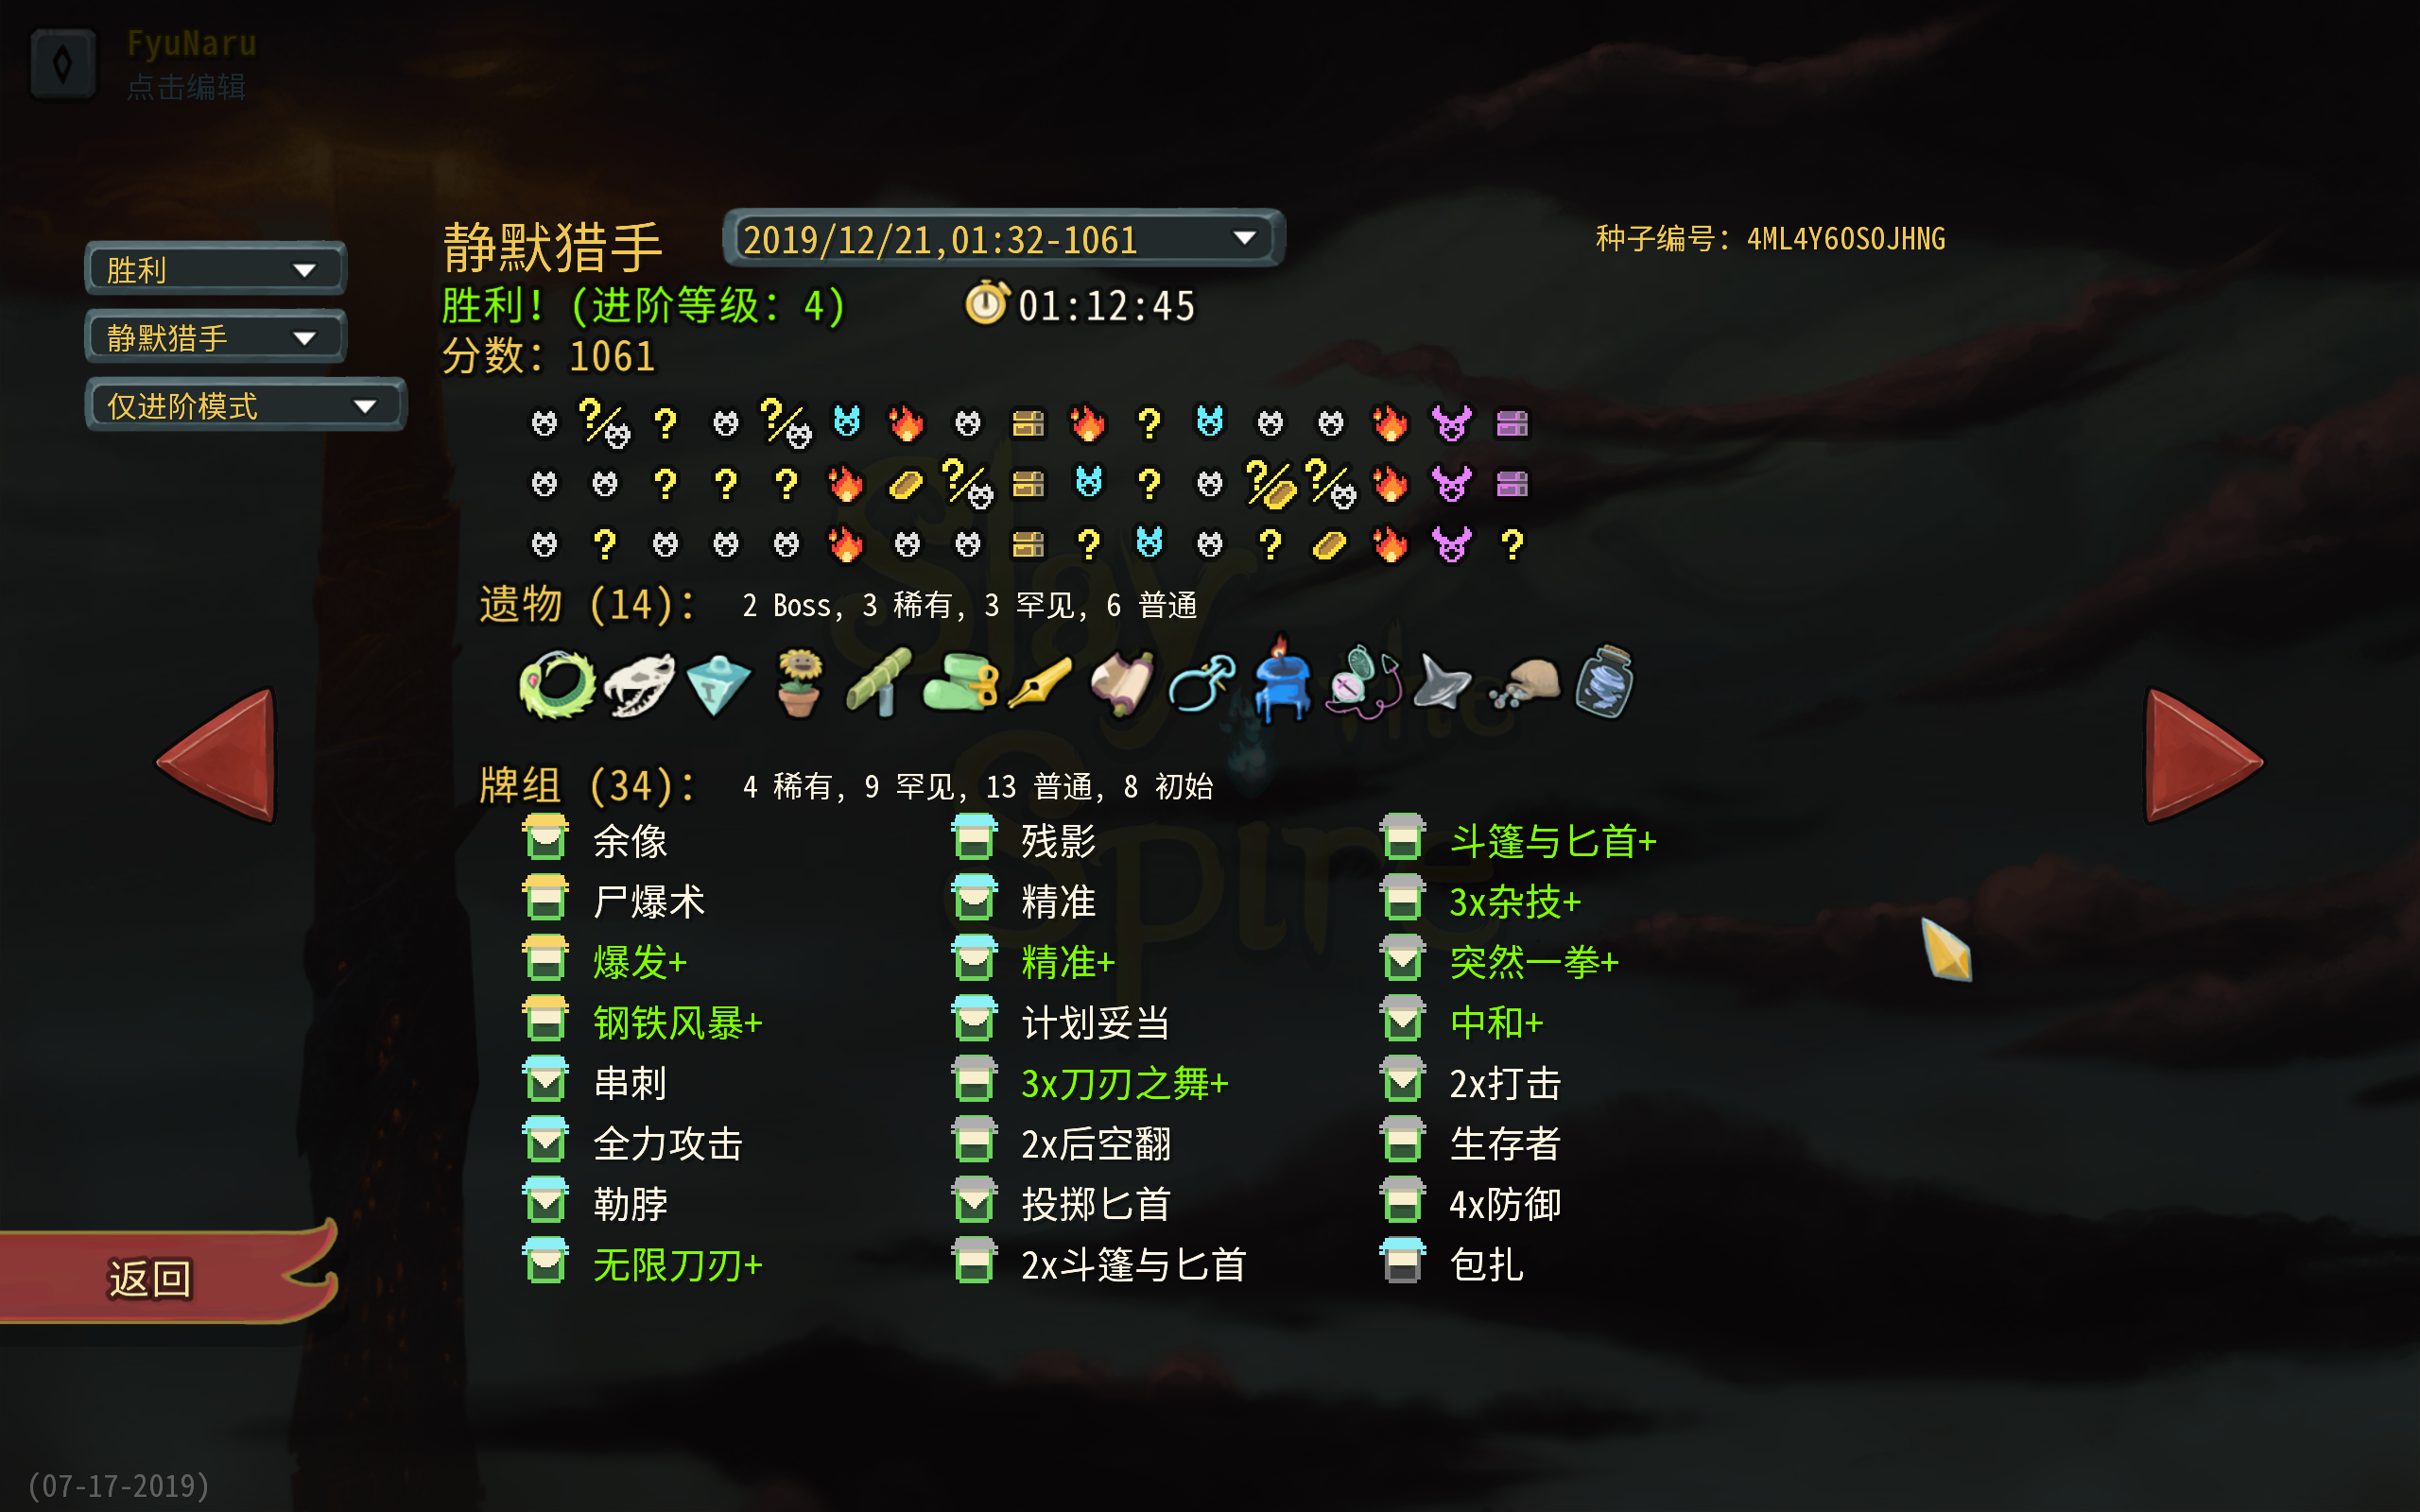 FyuNaru
点击编辑
胜利
静默猎手
仅进阶模式
静默猎手
2019/12/21,01:32-1061
种子编号: 4ML4Y6OSOJHNG
胜利! (进阶等级: 4)
01:12:45
分数: 1061
遗物 (14):
2 Boss, 3 稀有, 3 罕见, 6 普通
牌组 (34):
4 稀有, 9 罕见, 13 普通, 8 初始
余像
残影
斗篷与匕首+
尸爆术
精准
3x杂技+
爆发+
精准+
突然一拳+
钢铁风暴+
计划妥当
中和+
串刺
3x刀刃之舞+
2x打击
全力攻击
2x后空翻
生存者
勒脖
投掷匕首
4x防御
无限刀刃+
2x斗篷与匕首
包扎
返回
Slay
the
Spire
(07-17-2019)